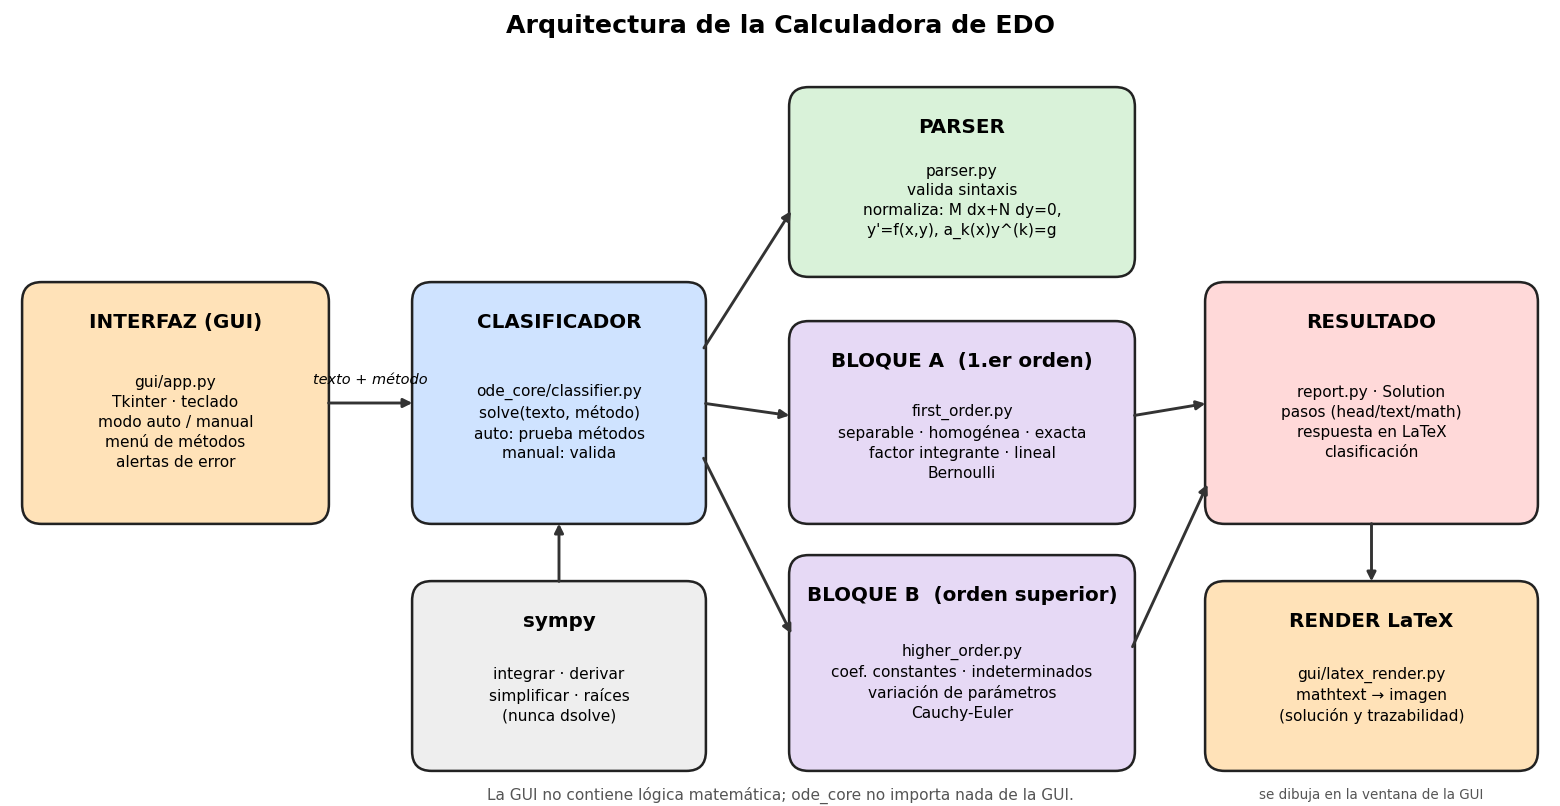 Arquitectura de la Calculadora de EDO
PARSER
parser.py
valida sintaxis
normaliza: M dx+N dy=0,
y'=f(x,y), a_k(x)y^(k)=g
INTERFAZ (GUI)
gui/app.py
Tkinter · teclado
modo auto / manual
menú de métodos
alertas de error
texto + método
CLASIFICADOR
ode_core/classifier.py
solve(texto, método)
auto: prueba métodos
manual: valida
BLOQUE A  (1.er orden)
first_order.py
separable · homogénea · exacta
factor integrante · lineal
Bernoulli
RESULTADO
report.py · Solution
pasos (head/text/math)
respuesta en LaTeX
clasificación
sympy
integrar · derivar
simplificar · raíces
(nunca dsolve)
BLOQUE B  (orden superior)
higher_order.py
coef. constantes · indeterminados
variación de parámetros
Cauchy-Euler
RENDER LaTeX
gui/latex_render.py
mathtext → imagen
(solución y trazabilidad)
La GUI no contiene lógica matemática; ode_core no importa nada de la GUI.
se dibuja en la ventana de la GUI